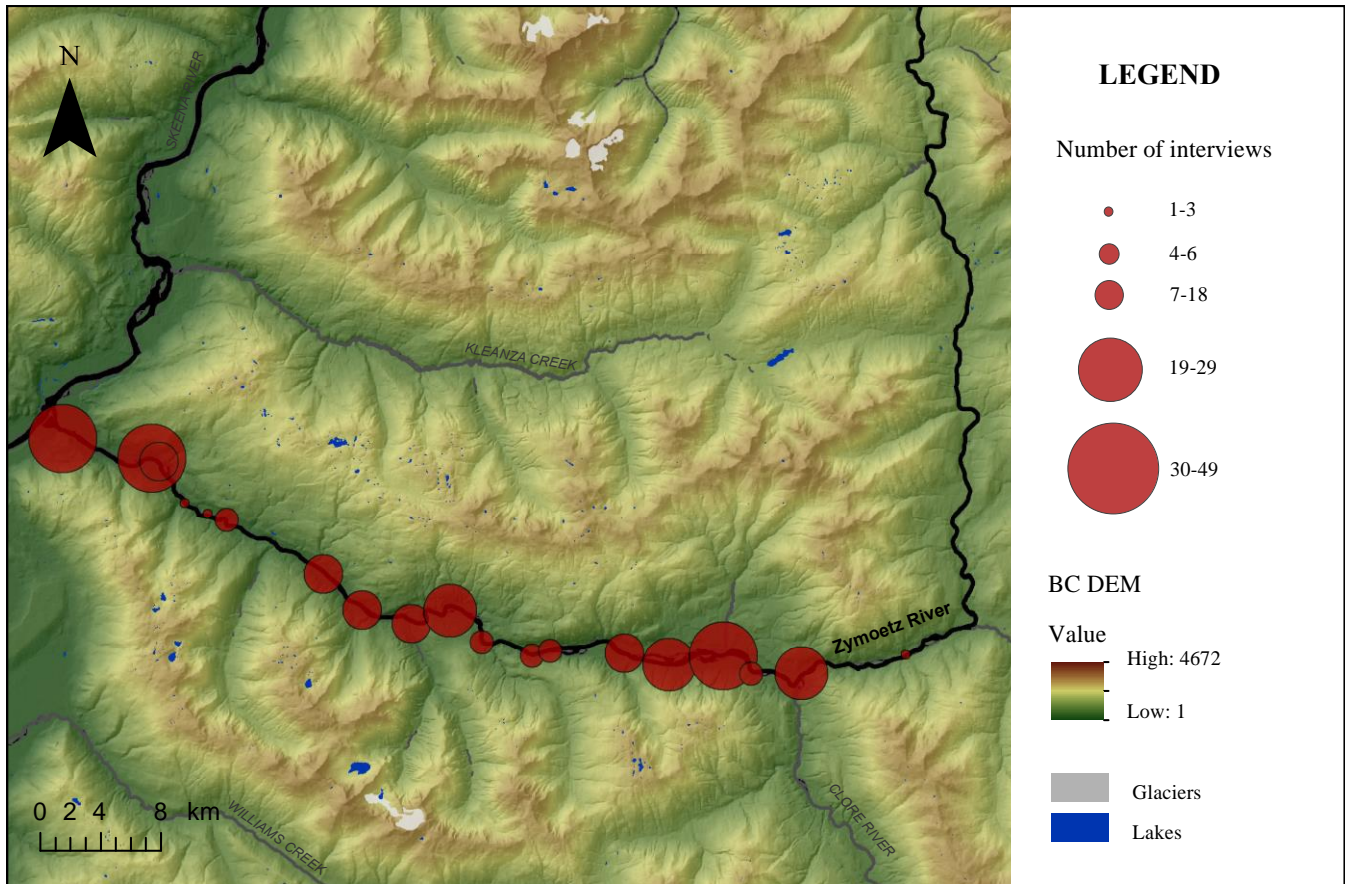 N
SKEENA RIVER
KLEANZA CREEK
Zymoetz River
CLORE RIVER
WILLIAMS CREEK
0 2 4 8 km
LEGEND
Number of interviews
1-3
4-6
7-18
19-29
30-49
BC DEM
Value
High: 4672
Low: 1
Glaciers
Lakes